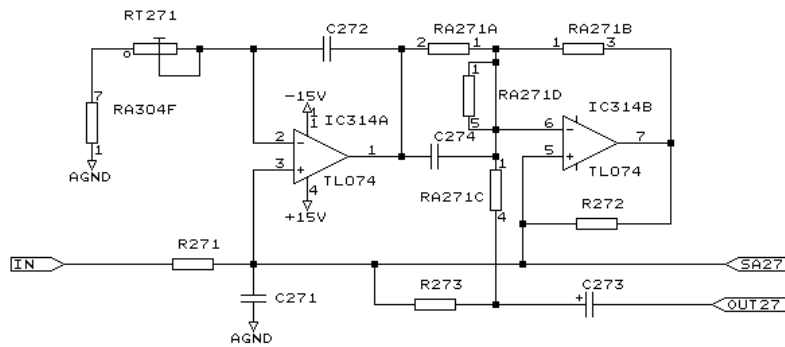 RT271
C272
RA271A
2 1
RA271B
1 3
7
RA304F
1
AGND
-15V
1
1
IC314A
2 -
3 +
1
4
TL074
+15V
1
RA271D
5
C274
1
RA271C
4
IC314B
6 -
5 +
7
TL074
R272
IN
R271
SA27
C271
AGND
R273
C273
+
OUT27